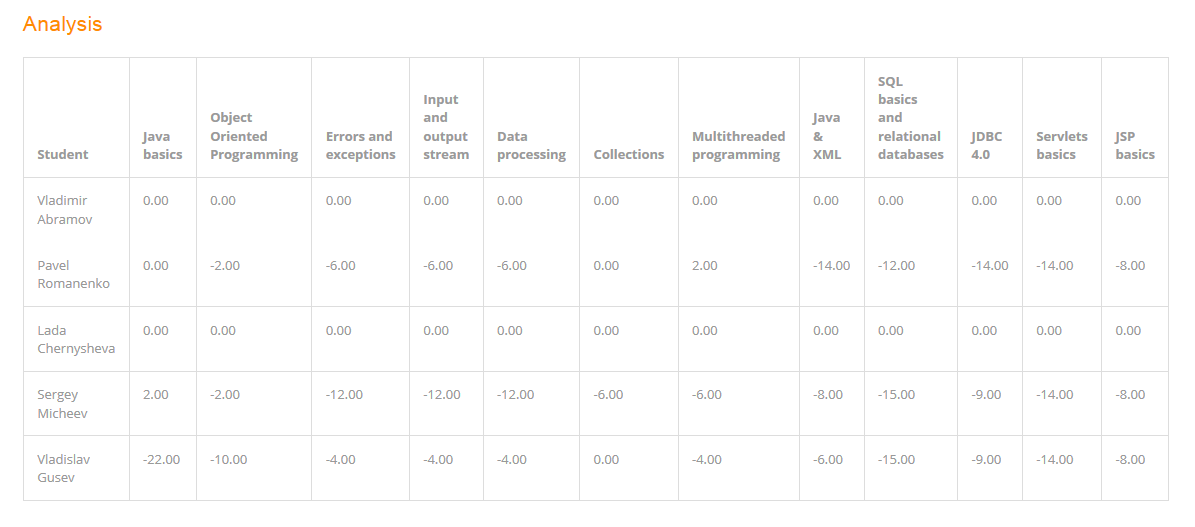 Analysis
Student Java basics Object Oriented Programming Errors and exceptions Input and output stream Data processing Collections Multithreaded programming Java & XML SQL basics and relational databases JDBC 4.0 Servlets basics JSP basics
Vladimir Abramov 0.00 0.00 0.00 0.00 0.00 0.00 0.00 0.00 0.00 0.00 0.00 0.00
Pavel Romanenko 0.00 -2.00 -6.00 -6.00 -6.00 0.00 2.00 -14.00 -12.00 -14.00 -14.00 -8.00
Lada Chernysheva 0.00 0.00 0.00 0.00 0.00 0.00 0.00 0.00 0.00 0.00 0.00 0.00
Sergey Micheev 2.00 -2.00 -12.00 -12.00 -12.00 -6.00 -6.00 -8.00 -15.00 -9.00 -14.00 -8.00
Vladislav Gusev -22.00 -10.00 -4.00 -4.00 -4.00 0.00 -4.00 -6.00 -15.00 -9.00 -14.00 -8.00